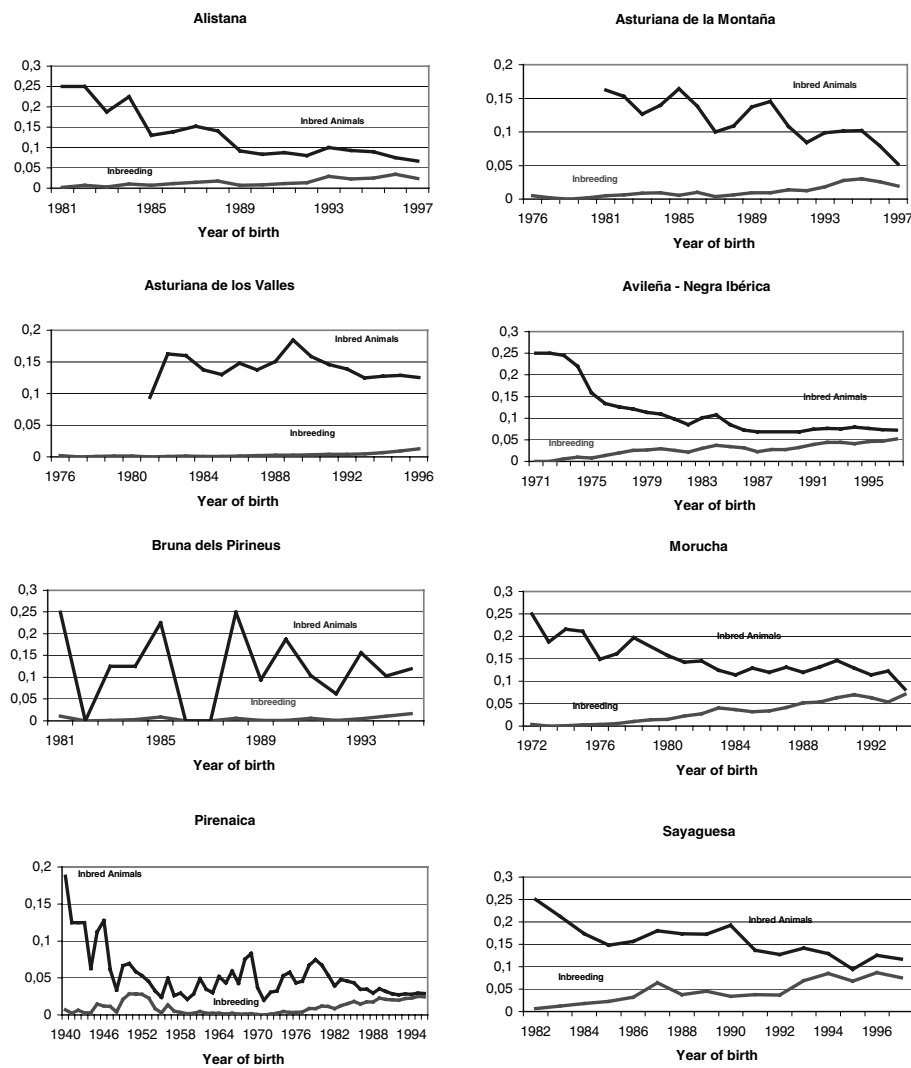 Alistana
0,3
0,25
0,2
0,15
0,1
0,05
0
Inbred Animals
Inbreeding
1981 1985 1989 1993 1997
Year of birth
Asturiana de la Montaña
0,2
0,15
0,1
0,05
0
Inbred Animals
Inbreeding
1976 1981 1985 1989 1993 1997
Year of birth
Asturiana de los Valles
0,2
0,15
0,1
0,05
0
Inbred Animals
Inbreeding
1976 1980 1984 1988 1992 1996
Year of birth
Avileña - Negra Ibérica
0,3
0,25
0,2
0,15
0,1
0,05
0
Inbred Animals
Inbreeding
1971 1975 1979 1983 1987 1991 1995
Year of birth
Bruna dels Pirineus
0,3
0,25
0,2
0,15
0,1
0,05
0
Inbred Animals
Inbreeding
1981 1985 1989 1993
Year of birth
Morucha
0,3
0,25
0,2
0,15
0,1
0,05
0
Inbred Animals
Inbreeding
1972 1976 1980 1984 1988 1992
Year of birth
Pirenaica
0,2
0,15
0,1
0,05
0
Inbred Animals
Inbreeding
1940 1946 1952 1958 1964 1970 1976 1982 1988 1994
Year of birth
Sayaguesa
0,3
0,25
0,2
0,15
0,1
0,05
0
Inbred Animals
Inbreeding
1982 1984 1986 1988 1990 1992 1994 1996
Year of birth